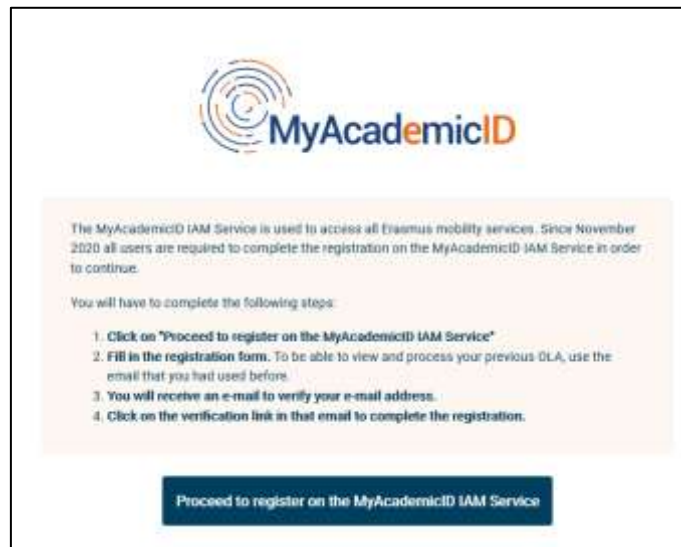 MyAcademicID
The MyAcademicID IAM Service is used to access all Erasmus mobility services. Since November
2020 all users are required to complete the registration on the MyAcademicID IAM Service in order
to continue.
You will have to complete the following steps:
1. Click on "Proceed to register on the MyAcademicID IAM Service"
2. Fill in the registration form. To be able to view and process your previous OLA, use the
email that you had used before.
3. You will receive an e-mail to verify your e-mail address.
4. Click on the verification link in that email to complete the registration.
Proceed to register on the MyAcademicID IAM Service